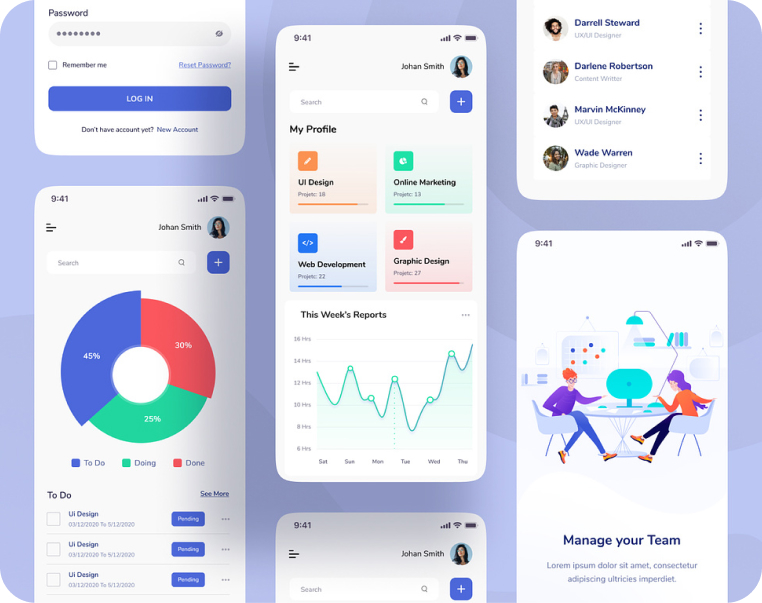 Password
Remember me
Reset Password?
LOG IN
Don't have account yet? New Account
9:41
Johan Smith
Search
45%
30%
25%
To Do
Doing
Done
To Do
See More
Ui Design
03/12/2020 To 5/12/2020
Pending
Ui Design
03/12/2020 To 5/12/2020
Pending
Ui Design
03/12/2020 To 5/12/2020
Pending
9:41
Johan Smith
Search
My Profile
UI Design
Projetc: 18
Online Marketing
Projetc: 13
Web Development
Projetc: 22
Graphic Design
Projetc: 27
This Week's Reports
16 Hrs
14 Hrs
12 Hrs
10 Hrs
8 Hrs
6 Hrs
Sat
Sun
Mon
Tue
Wed
Thu
9:41
Johan Smith
Search
Darrell Steward
UX/UI Designer
Darlene Robertson
Content Writter
Marvin McKinney
UX/UI Designer
Wade Warren
Graphic Designer
9:41
Manage your Team
Lorem ipsum dolor sit amet, consectetur
adipiscing ultricies imperdiet.